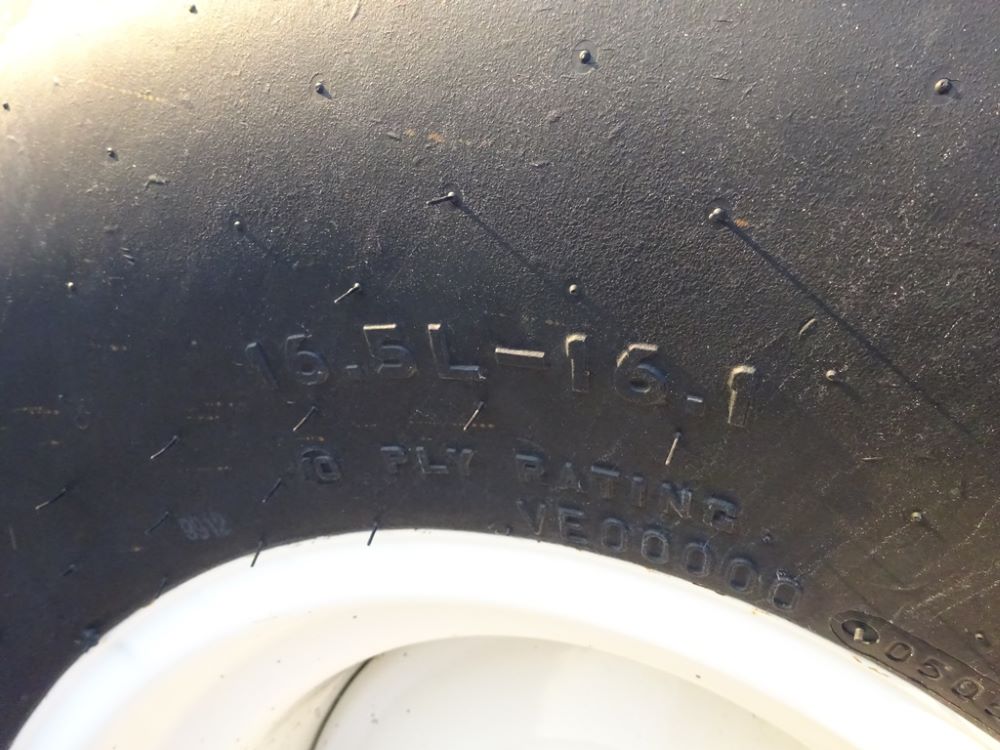 16.5L-16.1
10 PLY RATING
VE00000